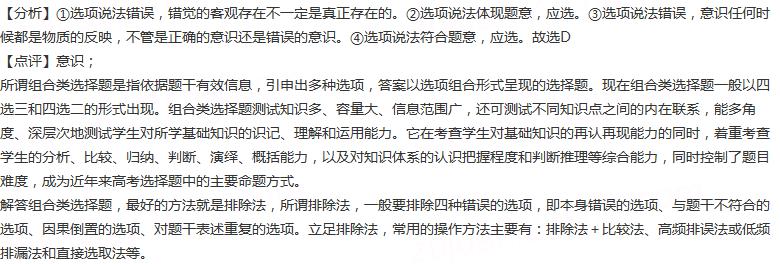 【分析】①选项说法错误，错觉的客观存在不一定是真正存在的。②选项说法体现题意，应选。③选项说法错误，意识任何时
候都是物质的反映，不管是正确的意识还是错误的意识。④选项说法符合题意，应选。故选D
【点评】意识；
所谓组合类选择题是指依据题干有效信息，引申出多种选项，答案以选项组合形式呈现的选择题。现在组合类选择题一般以四
选三和四选二的形式出现。组合类选择题测试知识多、容量大、信息范围广，还可测试不同知识点之间的内在联系，能多角
度、深层次地测试学生对所学基础知识的识记、理解和运用能力。它在考查学生对基础知识的再认再现能力的同时，着重考查
学生的分析、比较、归纳、判断、演绎、概括能力，以及对知识体系的认识把握程度和判断推理等综合能力，同时控制了题目
难度，成为近年来高考选择题中的主要命题方式。
解答组合类选择题，最好的方法就是排除法，所谓排除法，一般要排除四种错误的选项，即本身错误的选项、与题干不符合的
选项、因果倒置的选项、对题干表述重复的选项。立足排除法，常用的操作方法主要有：排除法＋比较法、高频排误法或低频
排漏法和直接选取法等。